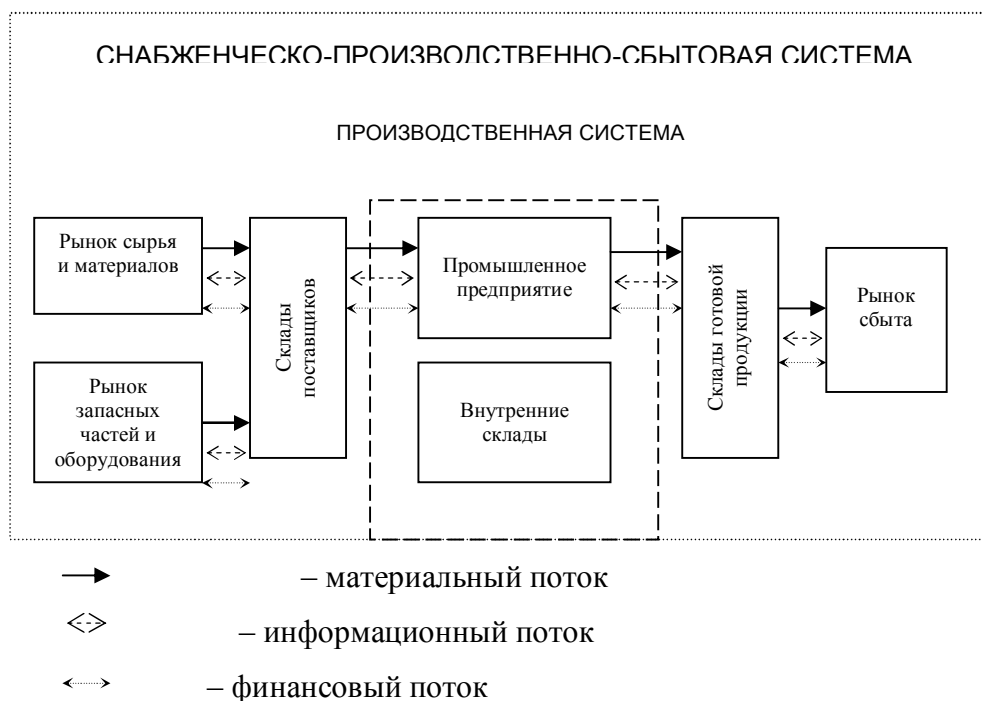 СНАБЖЕНЧЕСКО-ПРОИЗВОДСТВЕННО-СБЫТОВАЯ СИСТЕМА
ПРОИЗВОДСТВЕННАЯ СИСТЕМА
Рынок сырья
и материалов
Рынок
запасных
частей и
оборудования
Склады
поставщиков
Промышленное
предприятие
Внутренние
склады
Склады готовой
продукции
Рынок
сбыта
– материальный поток
– информационный поток
– финансовый поток